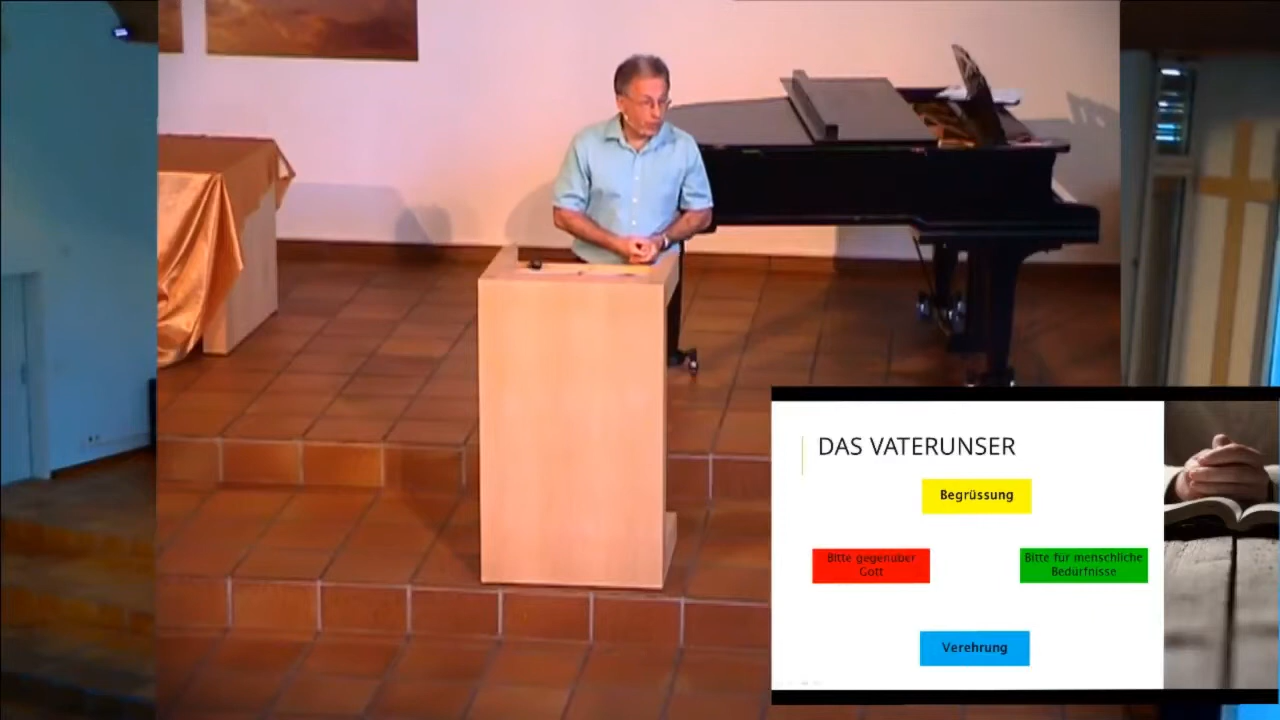 DAS VATERUNSER
Begrüssung
Bitte gegenüber
Gott
Bitte für menschliche
Bedürfnisse
Verehrung